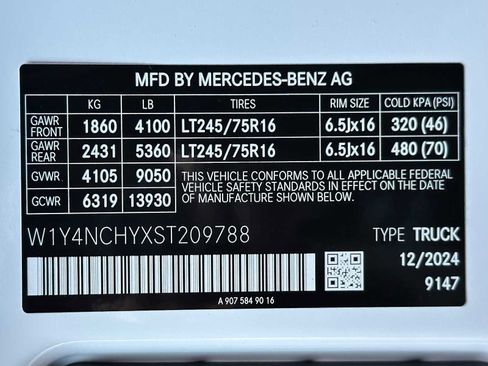 MFD BY MERCEDES-BENZ AG
KG LB TIRES RIM SIZE COLD KPA (PSI)
GAWR FRONT 1860 4100 LT245/75R16 6.5Jx16 320 (46)
GAWR REAR 2431 5360 LT245/75R16 6.5Jx16 480 (70)
GVWR 4105 9050
GCWR 6319 13930
THIS VEHICLE CONFORMS TO ALL APPLICABLE
FEDERAL MOTOR VEHICLE SAFETY STANDARDS IN EFFECT ON THE DATE
OF MANUFACTURE SHOWN ABOVE.
W1Y4NCHYXST209788 TYPE TRUCK
12/2024
9147
A 907 584 90 16